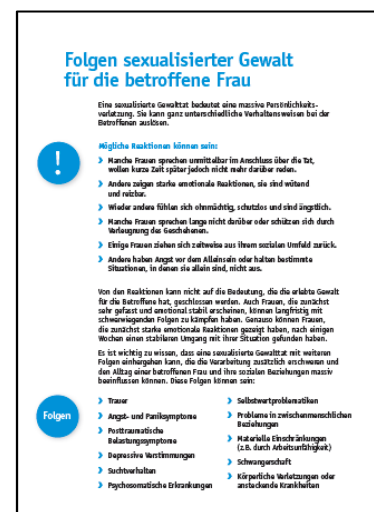 Folgen sexualisierter Gewalt
für die betroffene Frau
Eine sexualisierte Gewalttat bedeutet eine massive Persönlichkeits-
verletzung. Sie kann ganz unterschiedliche Verhaltensweisen bei der
Betroffenen auslösen.
!
Mögliche Reaktionen können sein:
› Manche Frauen sprechen unmittelbar im Anschluss über die Tat,
wollen kurze Zeit später jedoch nicht mehr darüber reden.
› Andere zeigen starke emotionale Reaktionen, sie sind wütend
und reizbar.
› Wieder andere fühlen sich ohnmächtig, schutzlos und sind ängstlich.
› Manche Frauen sprechen lange nicht darüber oder schützen sich durch
Verleugnung des Geschehenen.
› Einige Frauen ziehen sich zeitweise aus ihrem sozialen Umfeld zurück.
› Andere haben Angst vor dem Alleinsein oder halten bestimmte
Situationen, in denen sie allein sind, nicht aus.
Von den Reaktionen kann nicht auf die Bedeutung, die die erlebte Gewalt
für die Betroffene hat, geschlossen werden. Auch Frauen, die zunächst
sehr gefasst und emotional stabil erscheinen, können langfristig mit
schwerwiegenden Folgen zu kämpfen haben. Genauso können Frauen,
die zunächst starke emotionale Reaktionen gezeigt haben, nach einigen
Wochen einen stabileren Umgang mit ihrer Situation gefunden haben.
Es ist wichtig zu wissen, dass eine sexualisierte Gewalttat mit weiteren
Folgen einhergehen kann, die die Verarbeitung zusätzlich erschweren und
den Alltag einer betroffenen Frau und ihre sozialen Beziehungen massiv
beeinflussen können. Diese Folgen können sein:
Folgen
› Trauer
› Angst- und Paniksymptome
› Posttraumatische
Belastungssymptome
› Depressive Verstimmungen
› Suchtverhalten
› Psychosomatische Erkrankungen
› Selbstwertproblematiken
› Probleme in zwischenmenschlichen
Beziehungen
› Materielle Einschränkungen
(z.B. durch Arbeitsunfähigkeit)
› Schwangerschaft
› Körperliche Verletzungen oder
ansteckende Krankheiten